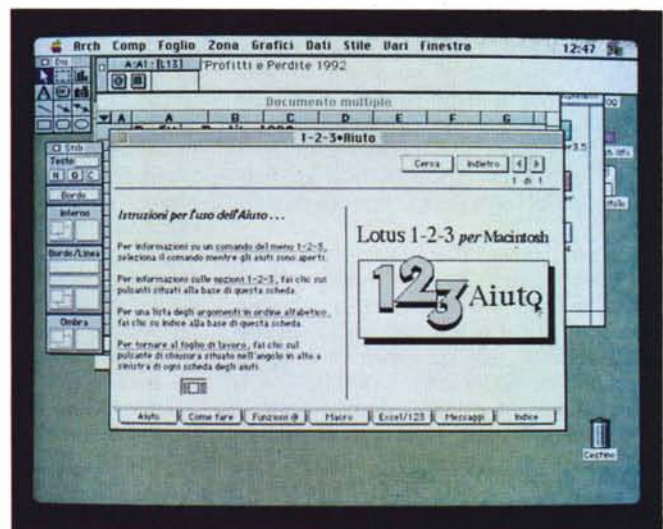 Arch Comp Foglio Zona Grafici Dati Stile Vari Finestra 12:47
A:A1:[L13] 'Profitti e Perdite 1992
Documento multiplo
A A B C D E F G
1-2-3•Aiuto
Cerca Indietro
1 di 1
Stili
Testo
N G C
Bordo
Interno
Bordo/Linea
Ombra
Istruzioni per l'uso dell'Aiuto . . .
Per informazioni su un comando del menu 1-2-3,
seleziona il comando mentre gli aiuti sono aperti.
Per informazioni sulle opzioni 1-2-3, fai clic sui
pulsanti situati alla base di questa scheda.
Per una lista degli argomenti in ordine alfabetico,
fai clic su Indice alla base di questa scheda.
Per tornare al foglio di lavoro, fai clic sul
pulsante di chiusura situato nell'angolo in alto a
sinistra di ogni scheda degli aiuti.
Lotus 1-2-3 per Macintosh
123 Aiuto
Aiuto Come fare Funzioni @ Macro Excel/123 Messaggi Indice
Cestino